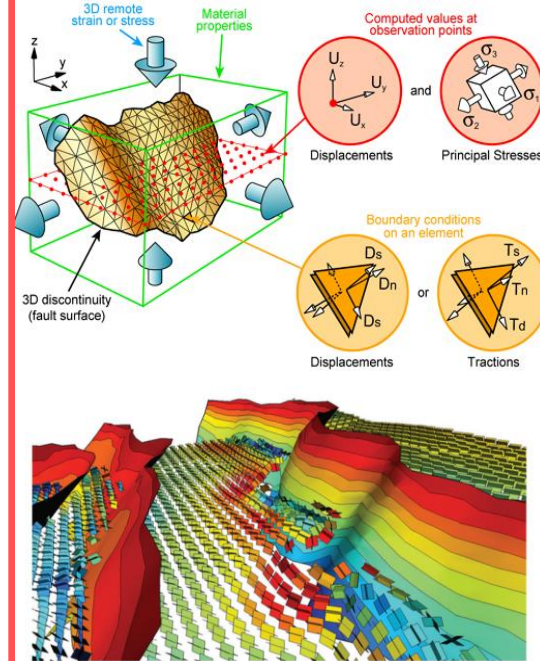 3D remote
strain or stress
Material
properties
Computed values at
observation points
z
y
x
Uz
Uy
Ux
and
σ3
σ1
σ2
Displacements
Principal Stresses
Boundary conditions
on an element
3D discontinuity
(fault surface)
Ds
Dn
Ds
or
Ts
Tn
Td
Displacements
Tractions